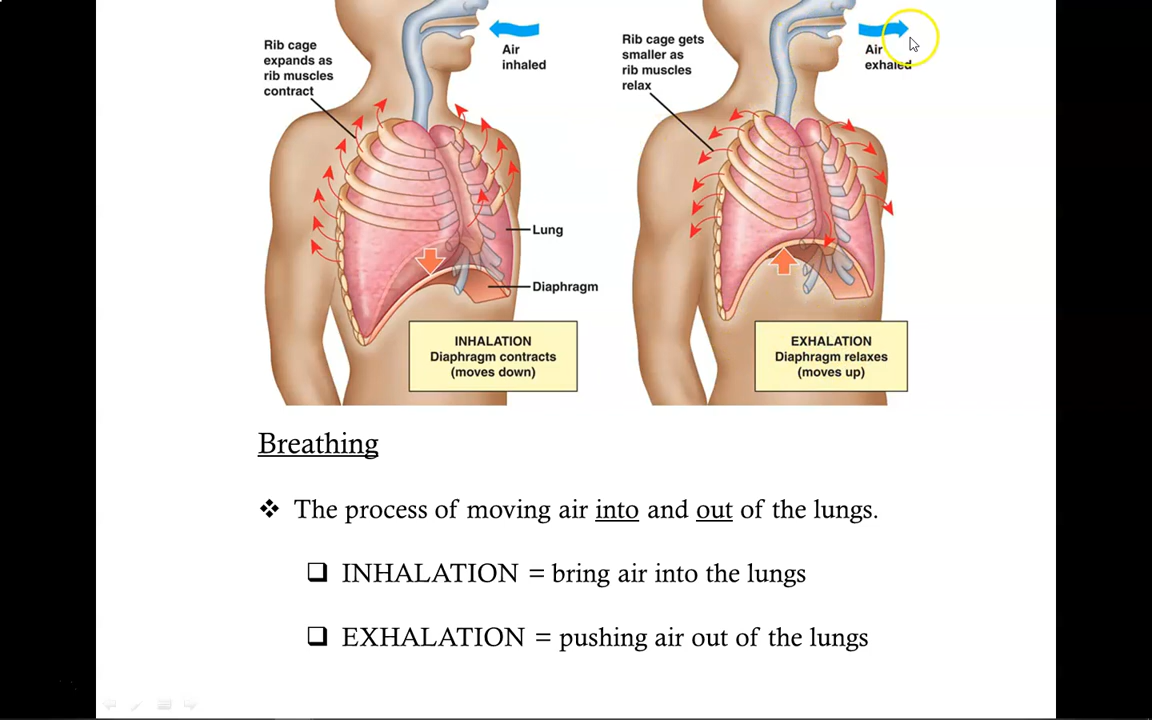 Rib cage
expands as
rib muscles
contract
Air
inhaled
Lung
Diaphragm
INHALATION
Diaphragm contracts
(moves down)
Rib cage gets
smaller as
rib muscles
relax
Air
exhaled
EXHALATION
Diaphragm relaxes
(moves up)
Breathing
❖ The process of moving air into and out of the lungs.
❑ INHALATION = bring air into the lungs
❑ EXHALATION = pushing air out of the lungs